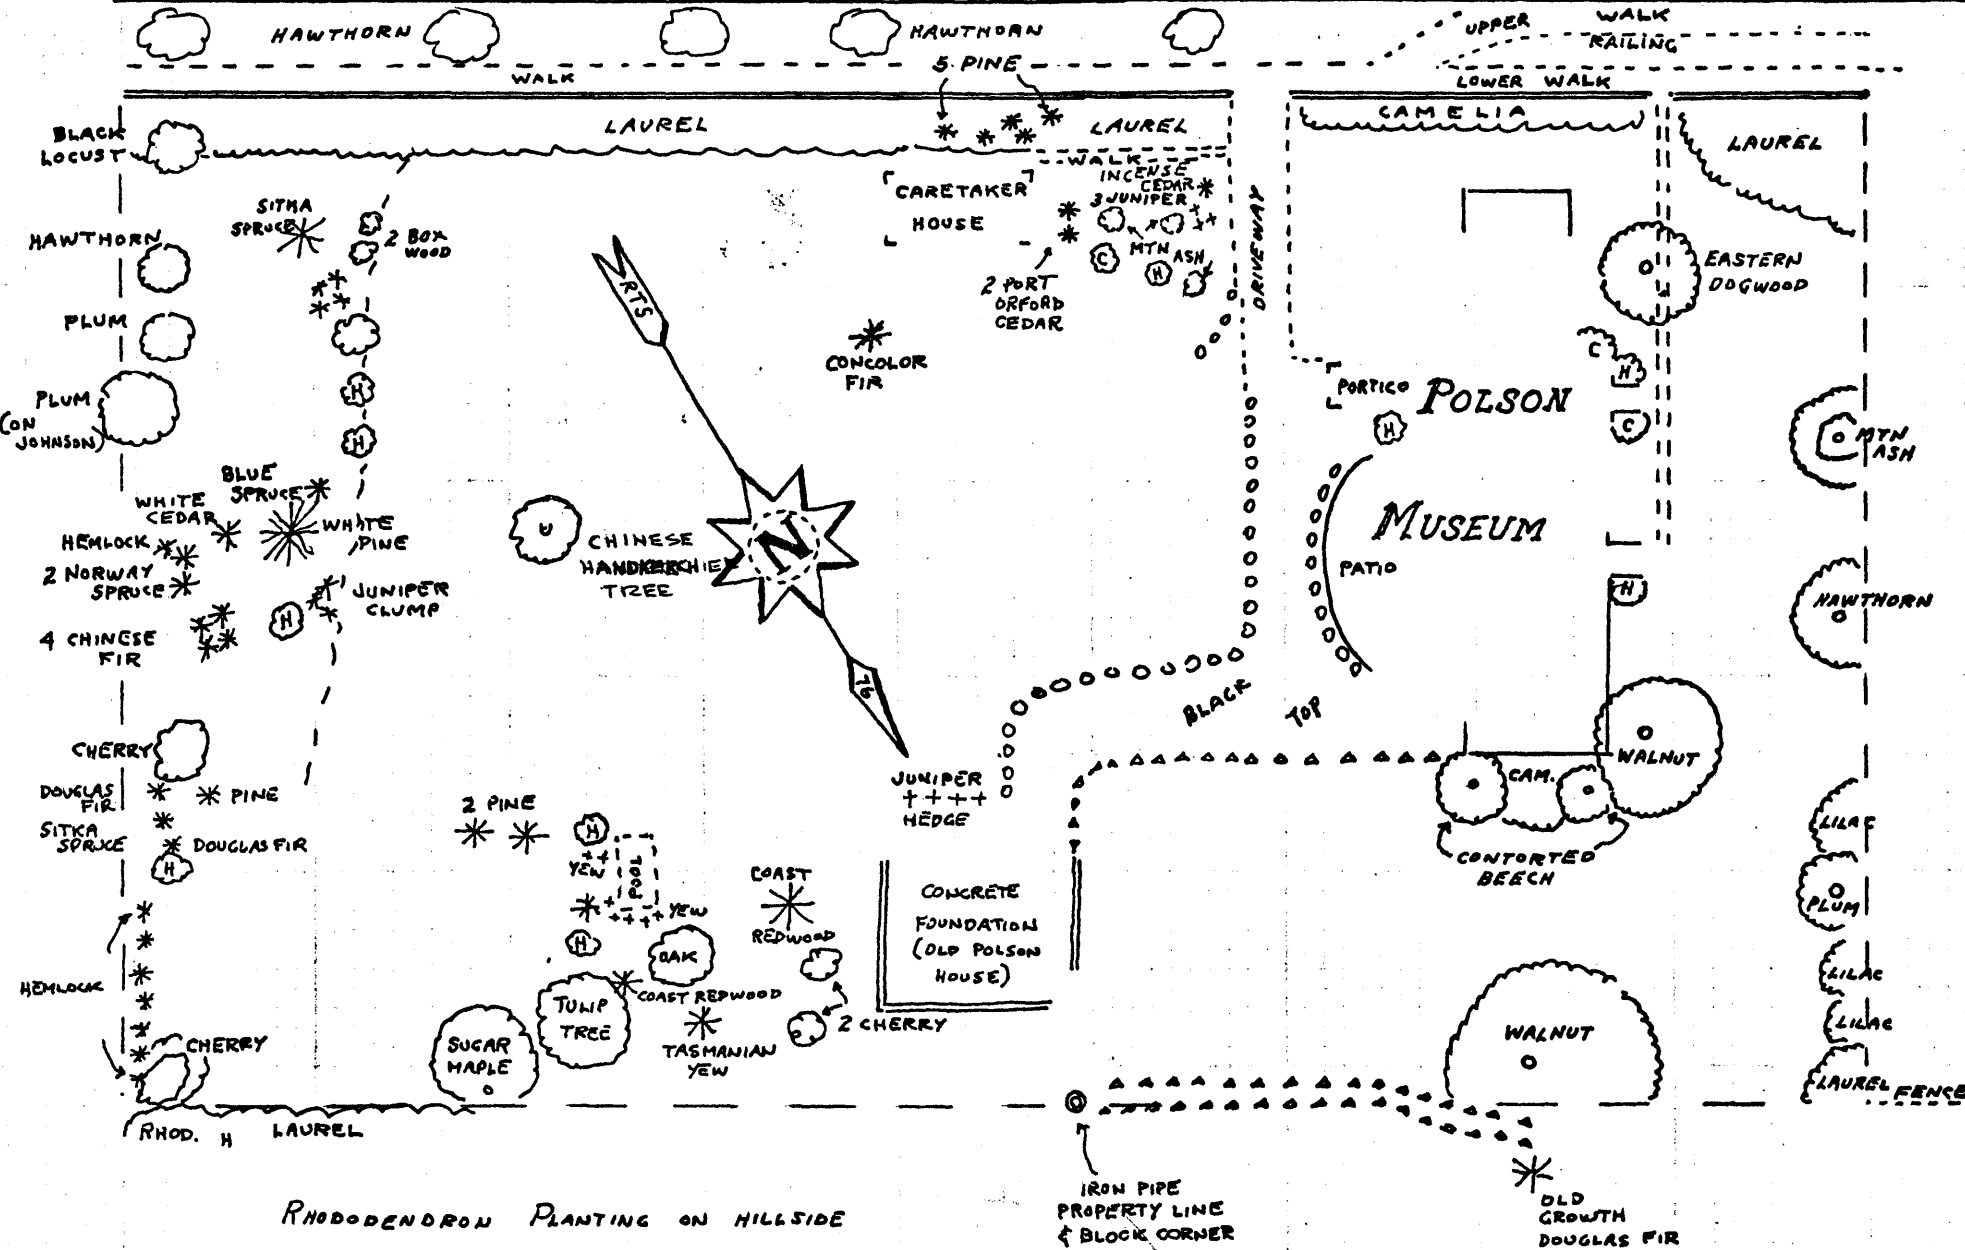 HAWTHORN
HAWTHORN
UPPER
WALK
RAILING
WALK
5 PINE
LOWER WALK
BLACK
LOCUST
LAUREL
LAUREL
CAMELIA
LAUREL
WALK
INCENSE
CEDAR
3 JUNIPER
CARETAKER
HOUSE
MTN ASH
C
H
2 PORT
ORFORD
CEDAR
DRIVEWAY
SITKA
SPRUCE
HAWTHORN
2 BOX
WOOD
EASTERN
DOGWOOD
PLUM
RTS
CONCOLOR
FIR
C
H
PLUM
(ON
JOHNSON)
H
H
PORTICO
H
POLSON
C
MTN
ASH
BLUE
SPRUCE
WHITE
CEDAR
WHITE
PINE
HEMLOCK
2 NORWAY
SPRUCE
JUNIPER
CLUMP
H
4 CHINESE
FIR
U
CHINESE
HANDKERCHIEF
TREE
N
76
MUSEUM
PATIO
H
HAWTHORN
BLACK
TOP
CHERRY
DOUGLAS
FIR
PINE
SITKA
SPRUCE
DOUGLAS FIR
H
2 PINE
H
YEW
POOL
YEW
H
OAK
COAST
REDWOOD
JUNIPER
++++
HEDGE
CONCRETE
FOUNDATION
(OLD POLSON
HOUSE)
WALNUT
CAM.
CONTORTED
BEECH
LILAC
PLUM
LILAC
LILAC
LAUREL
FENCE
HEMLOCK
CHERRY
SUGAR
MAPLE
TULIP
TREE
COAST REDWOOD
TASMANIAN
YEW
2 CHERRY
WALNUT
RHOD. H LAUREL
IRON PIPE
PROPERTY LINE
& BLOCK CORNER
OLD
GROWTH
DOUGLAS FIR
RHODODENDRON PLANTING ON HILLSIDE